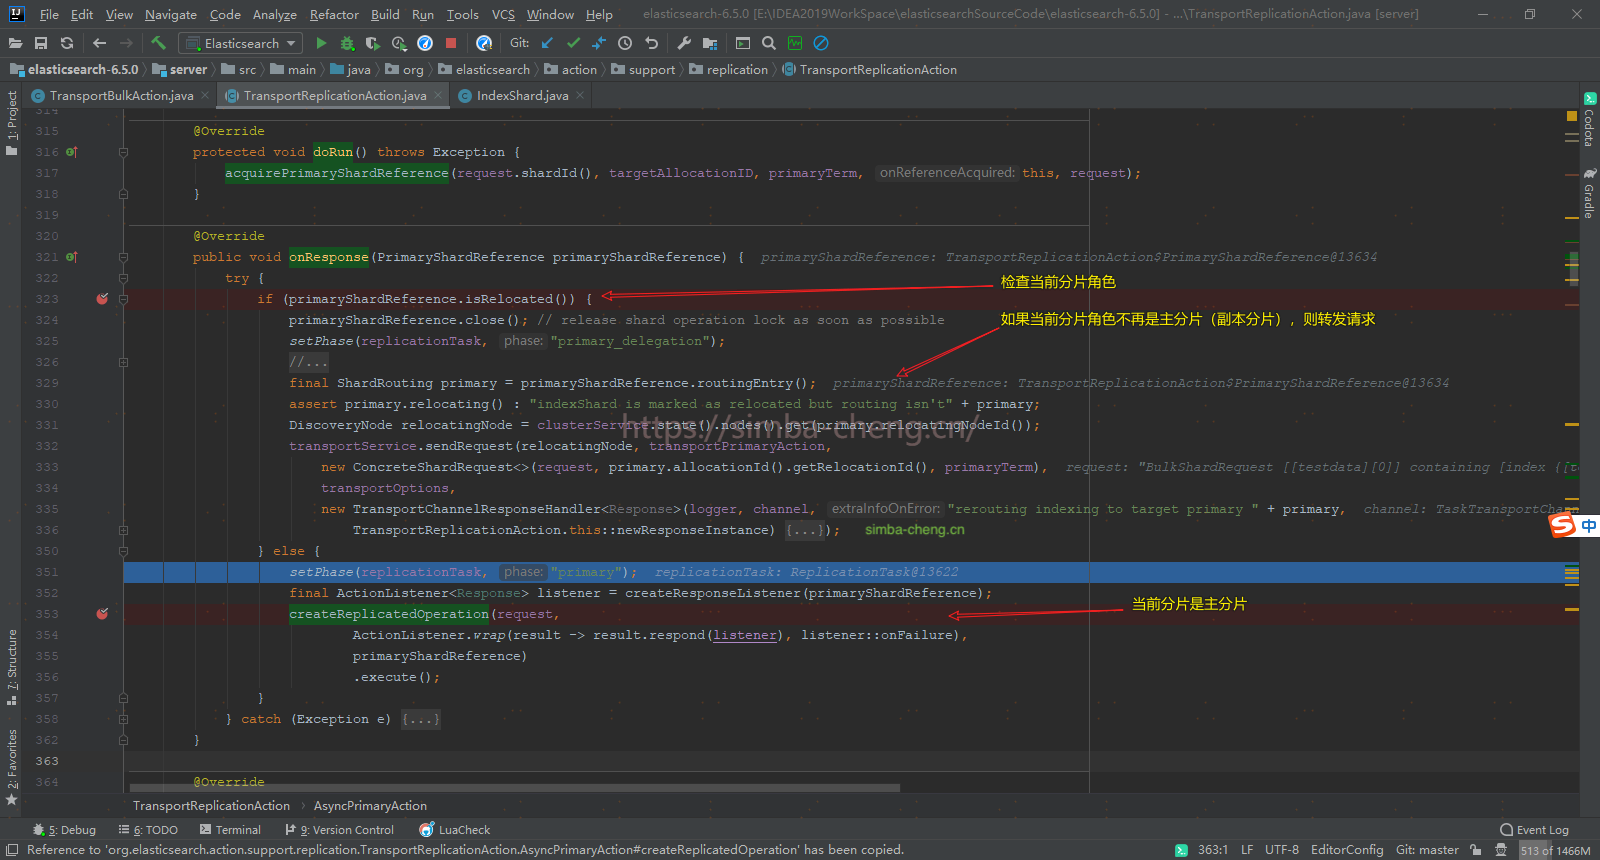 File Edit View Navigate Code Analyze Refactor Build Run Tools VCS Window Help elasticsearch-6.5.0 [E:\IDEA2019WorkSpace\elasticsearchSourceCode\elasticsearch-6.5.0] - ...\TransportReplicationAction.java [server]
Elasticsearch Git:
elasticsearch-6.5.0 server src main java org elasticsearch action support replication TransportReplicationAction
TransportBulkAction.java TransportReplicationAction.java IndexShard.java
1: Project
7: Structure
2: Favorites
Codota
Gradle
314
315 @Override
316 protected void doRun() throws Exception {
317 acquirePrimaryShardReference(request.shardId(), targetAllocationID, primaryTerm, onReferenceAcquired: this, request);
318 }
319
320 @Override
321 public void onResponse(PrimaryShardReference primaryShardReference) { primaryShardReference: TransportReplicationAction$PrimaryShardReference@13634
322 try {
检查当前分片角色
323 if (primaryShardReference.isRelocated()) {
324 primaryShardReference.close(); // release shard operation lock as soon as possible
如果当前分片角色不再是主分片（副本分片），则转发请求
325 setPhase(replicationTask, phase: "primary_delegation");
326 //...
329 final ShardRouting primary = primaryShardReference.routingEntry(); primaryShardReference: TransportReplicationAction$PrimaryShardReference@13634
330 assert primary.relocating() : "indexShard is marked as relocated but routing isn't" + primary;
331 DiscoveryNode relocatingNode = clusterService.state().nodes().get(primary.relocatingNodeId());
https://simba-cheng.cn/
332 transportService.sendRequest(relocatingNode, transportPrimaryAction,
333 new ConcreteShardRequest<>(request, primary.allocationId().getRelocationId(), primaryTerm), request: "BulkShardRequest [[testdata][0]] containing [index {[te
334 transportOptions,
335 new TransportChannelResponseHandler<Response>(logger, channel, extraInfoOnError: "rerouting indexing to target primary " + primary, channel: TaskTransportChann
336 TransportReplicationAction.this::newResponseInstance) {...}); simba-cheng.cn
中
350 } else {
351 setPhase(replicationTask, phase: "primary"); replicationTask: ReplicationTask@13622
352 final ActionListener<Response> listener = createResponseListener(primaryShardReference);
当前分片是主分片
353 createReplicatedOperation(request,
354 ActionListener.wrap(result -> result.respond(listener), listener::onFailure),
355 primaryShardReference)
356 .execute();
357 }
358 } catch (Exception e) {...}
362 }
363
364 @Override
TransportReplicationAction AsyncPrimaryAction
5: Debug 6: TODO Terminal 9: Version Control LuaCheck Event Log
Reference to 'org.elasticsearch.action.support.replication.TransportReplicationAction.AsyncPrimaryAction#createReplicatedOperation' has been copied. 363:1 LF UTF-8 EditorConfig Git: master 513 of 1466M